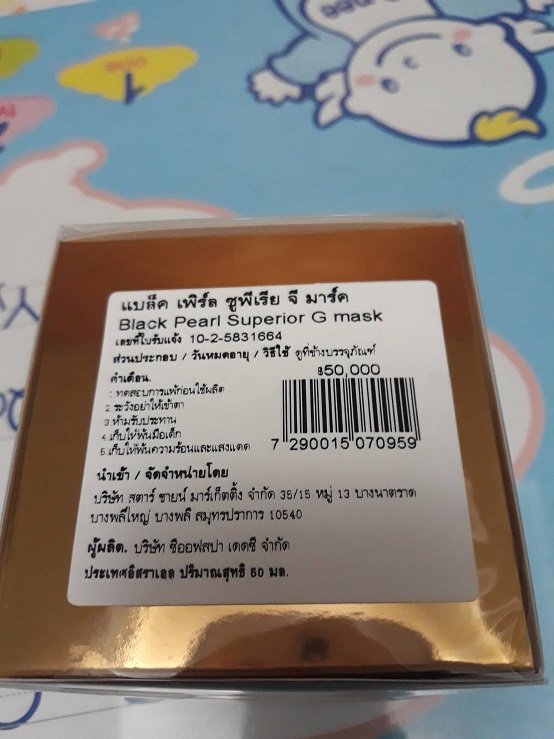 แบล็ค เพิร์ล ซูพีเรีย จี มาร์ค
Black Pearl Superior G mask
เลขที่ใบรับแจ้ง 10-2-5831664
ส่วนประกอบ / วันหมดอายุ / วิธีใช้ ดูที่ข้างบรรจุภัณฑ์
฿50,000
คำเตือน.
1.ทดสอบการแพ้ก่อนใช้ผลิต
2.ระวังอย่าให้เข้าตา
3.ห้ามรับประทาน
4.เก็บให้พ้นมือเด็ก
5.เก็บให้พ้นความร้อนและแสงแดด
7 290015 070959
นำเข้า / จัดจำหน่ายโดย
บริษัท สตาร์ ชายน์ มาร์เก็ตติ้ง จำกัด 35/15 หมู่ 13 บางนาตราด
บางพลีใหญ่ บางพลี สมุทรปราการ 10540
ผู้ผลิต. บริษัท ซีออฟสปา เดดซี จำกัด
ประเทศอิสราเอล ปริมาณสุทธิ 50 มล.